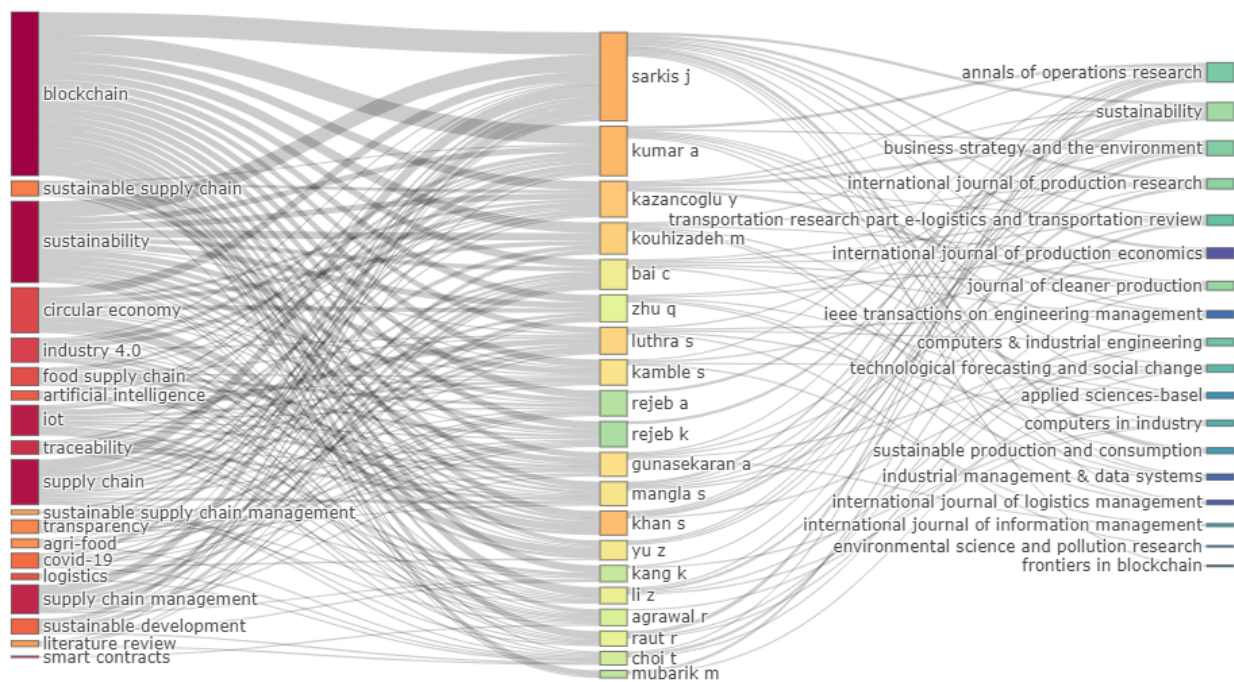 blockchain
sustainable supply chain
sustainability
circular economy
industry 4.0
food supply chain
artificial intelligence
iot
traceability
supply chain
sustainable supply chain management
transparency
agri-food
covid-19
logistics
supply chain management
sustainable development
literature review
smart contracts
sarkis j
kumar a
kazancoglu y
kouhizadeh m
bai c
zhu q
luthra s
kamble s
rejeb a
rejeb k
gunasekaran a
mangla s
khan s
yu z
kang k
li z
agrawal r
raut r
choi t
mubarik m
annals of operations research
sustainability
business strategy and the environment
international journal of production research
transportation research part e-logistics and transportation review
international journal of production economics
journal of cleaner production
ieee transactions on engineering management
computers & industrial engineering
technological forecasting and social change
applied sciences-basel
computers in industry
sustainable production and consumption
industrial management & data systems
international journal of logistics management
international journal of information management
environmental science and pollution research
frontiers in blockchain